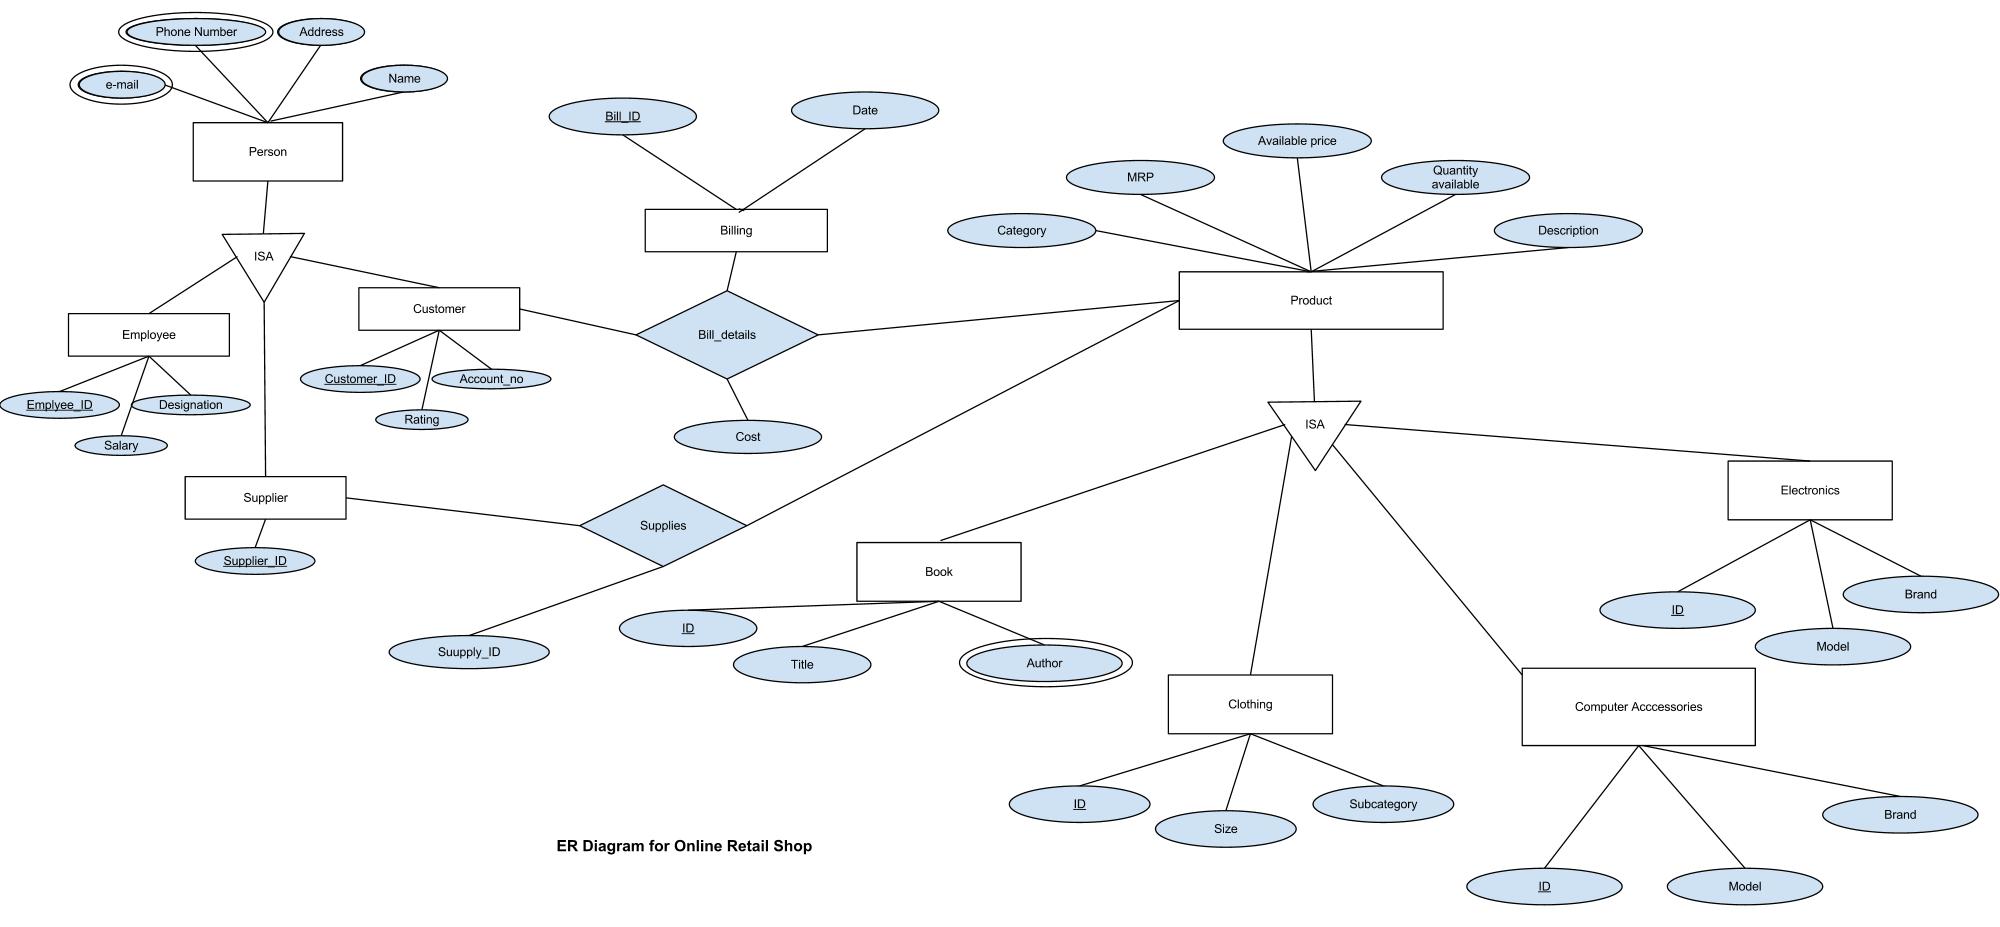 Phone Number
Address
e-mail
Name
Person
ISA
Employee
Emplyee_ID
Designation
Salary
Customer
Customer_ID
Account_no
Rating
Supplier
Supplier_ID
Bill_ID
Date
Billing
Bill_details
Cost
Supplies
Suupply_ID
Category
MRP
Available price
Quantity
available
Description
Product
ISA
Book
ID
Title
Author
Clothing
ID
Size
Subcategory
Electronics
ID
Model
Brand
Computer Acccessories
ID
Model
Brand
ER Diagram for Online Retail Shop